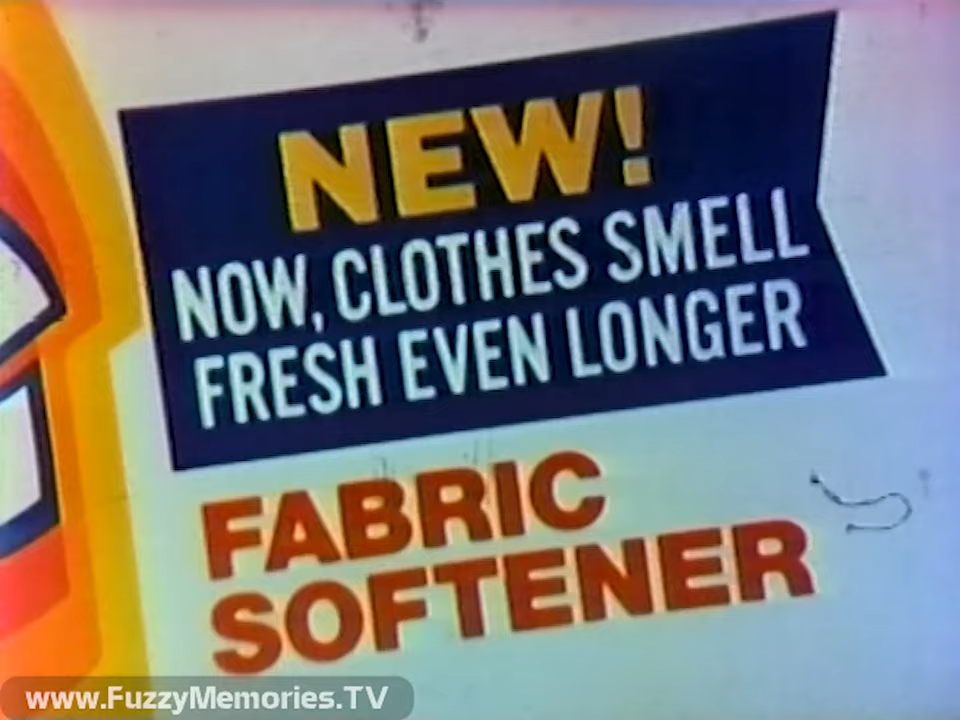 NEW!
NOW, CLOTHES SMELL
FRESH EVEN LONGER
FABRIC
SOFTENER
www.FuzzyMemories.TV